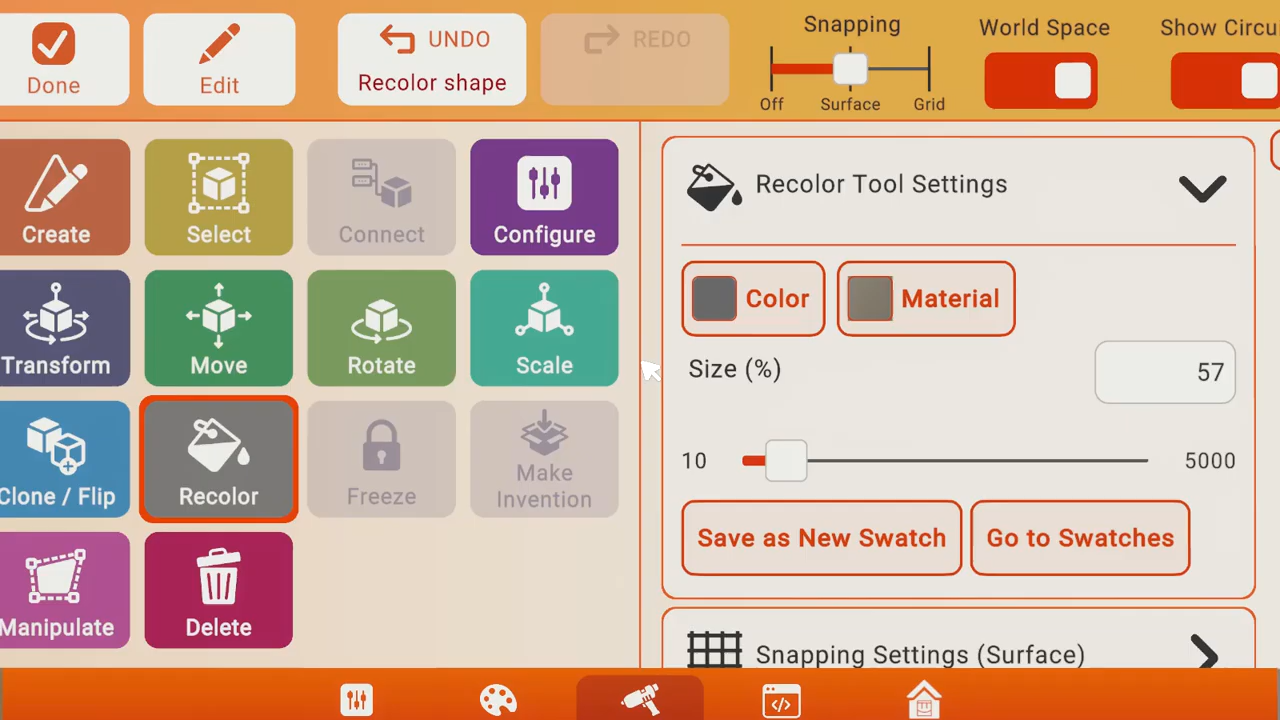 Done
Edit
UNDO
Recolor shape
REDO
Snapping
Off
Surface
Grid
World Space
Show Circu
Create
Select
Connect
Configure
Transform
Move
Rotate
Scale
Clone / Flip
Recolor
Freeze
Make
Invention
Manipulate
Delete
Recolor Tool Settings
Color
Material
Size (%)
57
10
5000
Save as New Swatch
Go to Swatches
Snapping Settings (Surface)